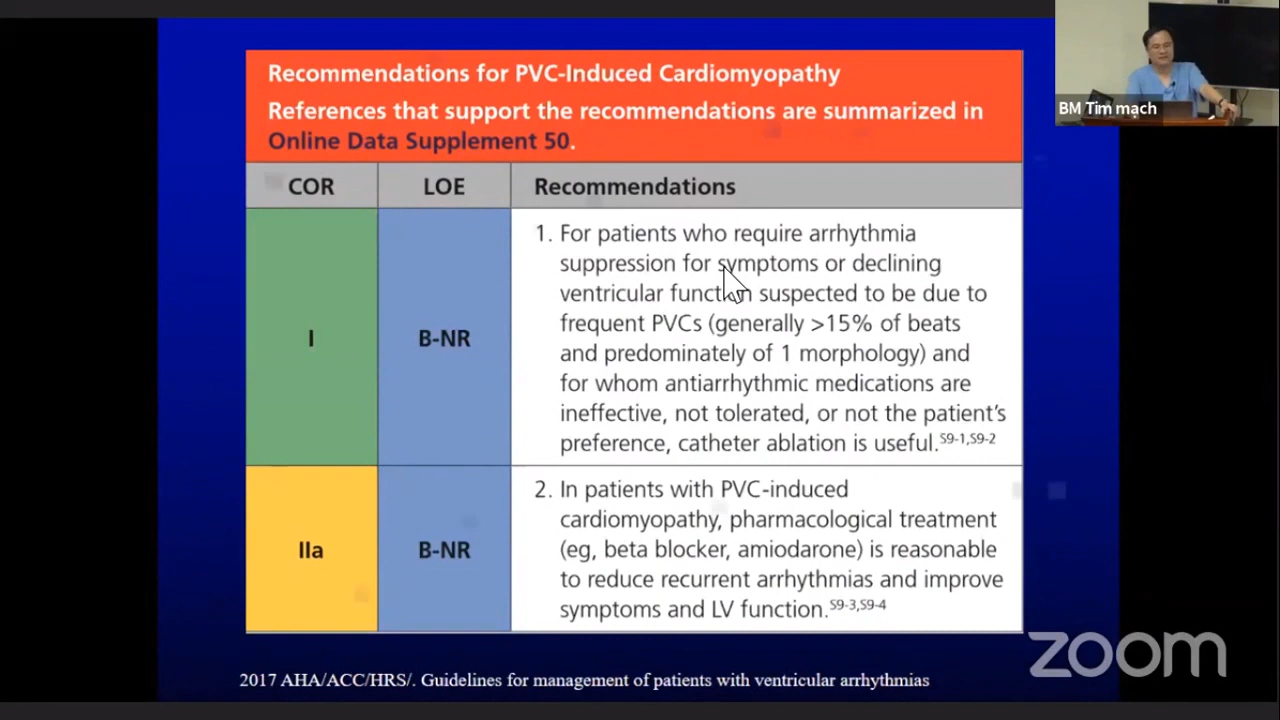 Recommendations for PVC-Induced Cardiomyopathy
References that support the recommendations are summarized in
Online Data Supplement 50.
COR LOE Recommendations
I B-NR
1. For patients who require arrhythmia
suppression for symptoms or declining
ventricular function suspected to be due to
frequent PVCs (generally >15% of beats
and predominately of 1 morphology) and
for whom antiarrhythmic medications are
ineffective, not tolerated, or not the patient's
preference, catheter ablation is useful.S9-1,S9-2
IIa B-NR
2. In patients with PVC-induced
cardiomyopathy, pharmacological treatment
(eg, beta blocker, amiodarone) is reasonable
to reduce recurrent arrhythmias and improve
symptoms and LV function.S9-3,S9-4
2017 AHA/ACC/HRS/. Guidelines for management of patients with ventricular arrhythmias
BM Tim mạch
zoom